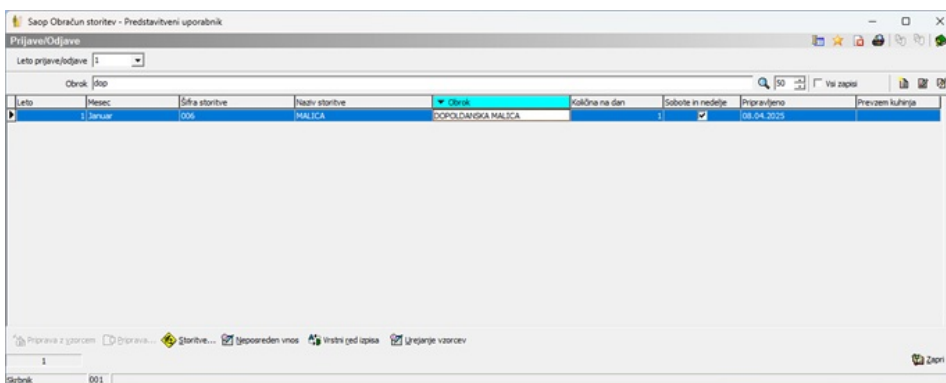 Saop Obračun storitev - Predstavitveni uporabnik
Prijave/Odjave
Leto prijave/odjave 1
Obrok dop 50 Vsi zapisi
Leto Mesec Šifra storitve Naziv storitve Obrok Količina na dan Sobote in nedelje Pripravljeno Prevzem kuhinja
1 Januar 006 MALICA DOPOLDANSKA MALICA 1 08.04.2025
Priprava z vzorcem Priprava... Storitve... Neposreden vnos Vrstni red izpisa Urejanje vzorcev
1 Zapri
Skrbnik 001